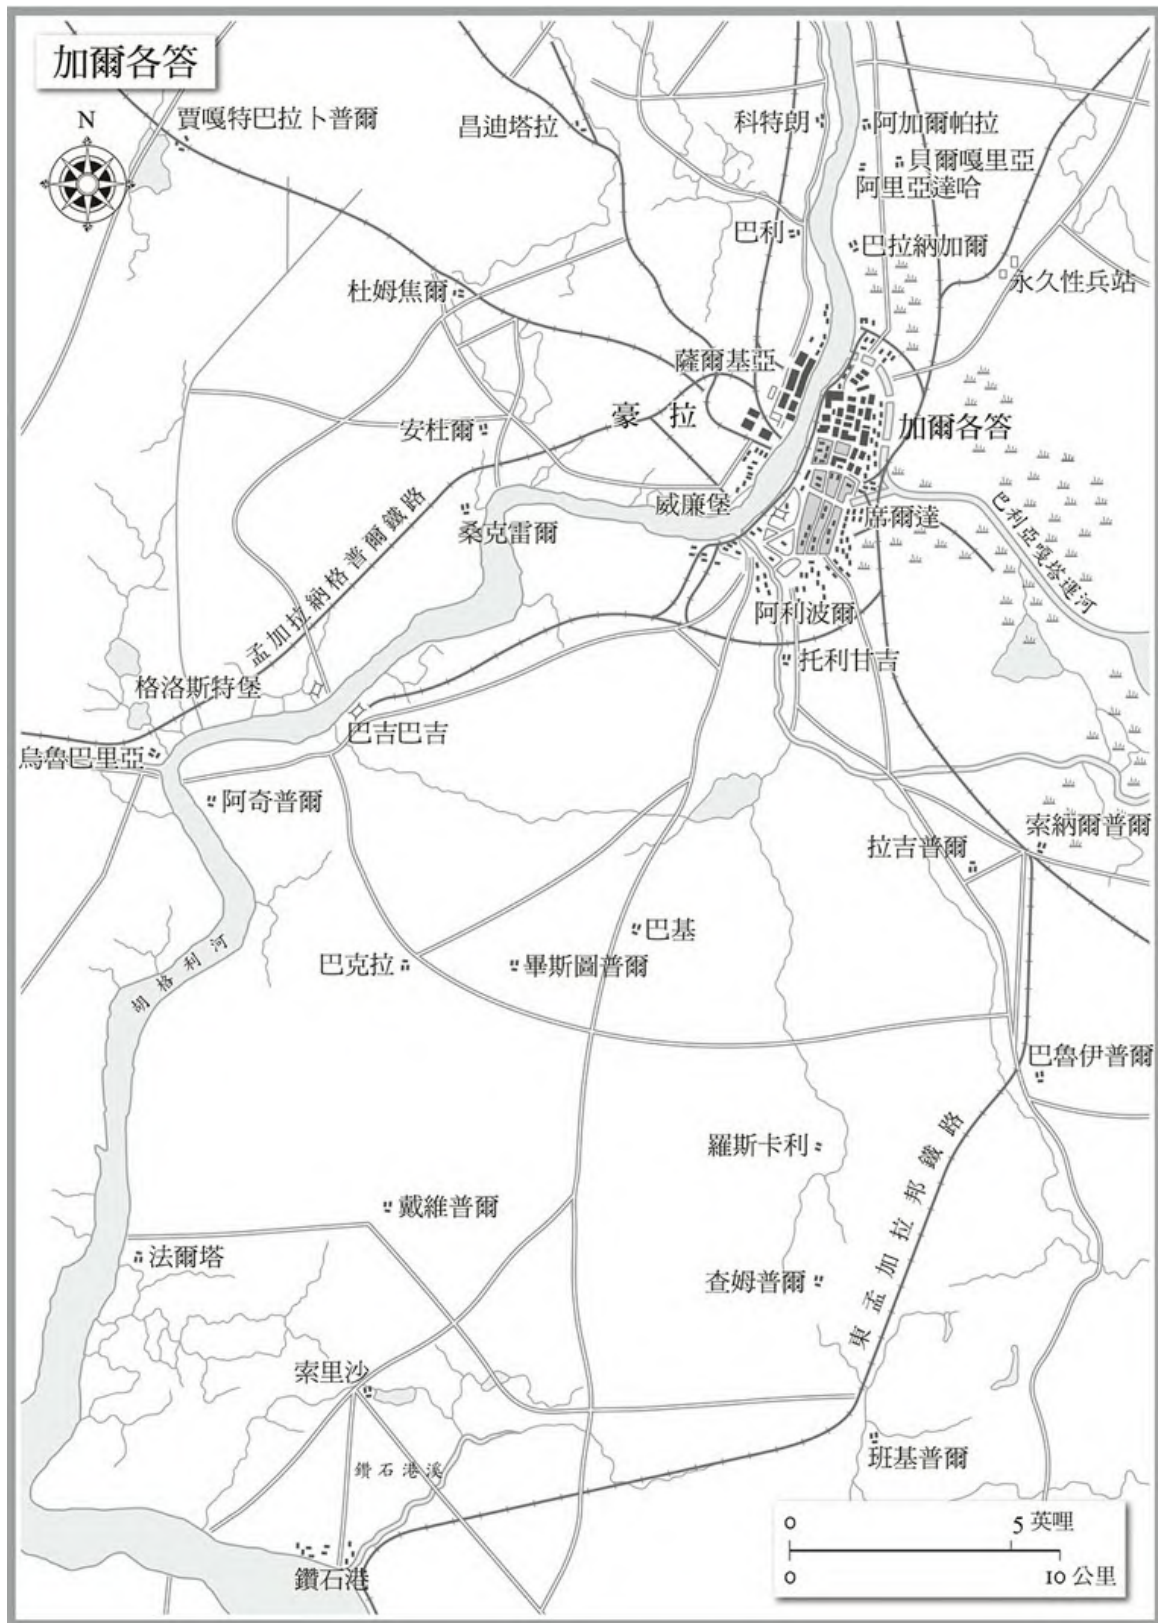 加爾各答
N
賈嘎特巴拉卜普爾
昌迪塔拉
科特朗
阿加爾帕拉
貝爾嘎里亞
阿里亞達哈
巴利
巴拉納加爾
永久性兵站
杜姆焦爾
薩爾基亞
豪拉
安杜爾
加爾各答
威廉堡
桑克雷爾
席爾達
巴利亞嘎塔運河
孟加拉納格普爾鐵路
阿利波爾
托利甘吉
格洛斯特堡
巴吉巴吉
烏魯巴里亞
阿奇普爾
索納爾普爾
拉吉普爾
巴基
巴克拉
畢斯圖普爾
胡格利河
巴魯伊普爾
羅斯卡利
東孟加拉邦鐵路
戴維普爾
法爾塔
查姆普爾
索里沙
鑽石港溪
班基普爾
鑽石港
0 5 英哩
0 10 公里